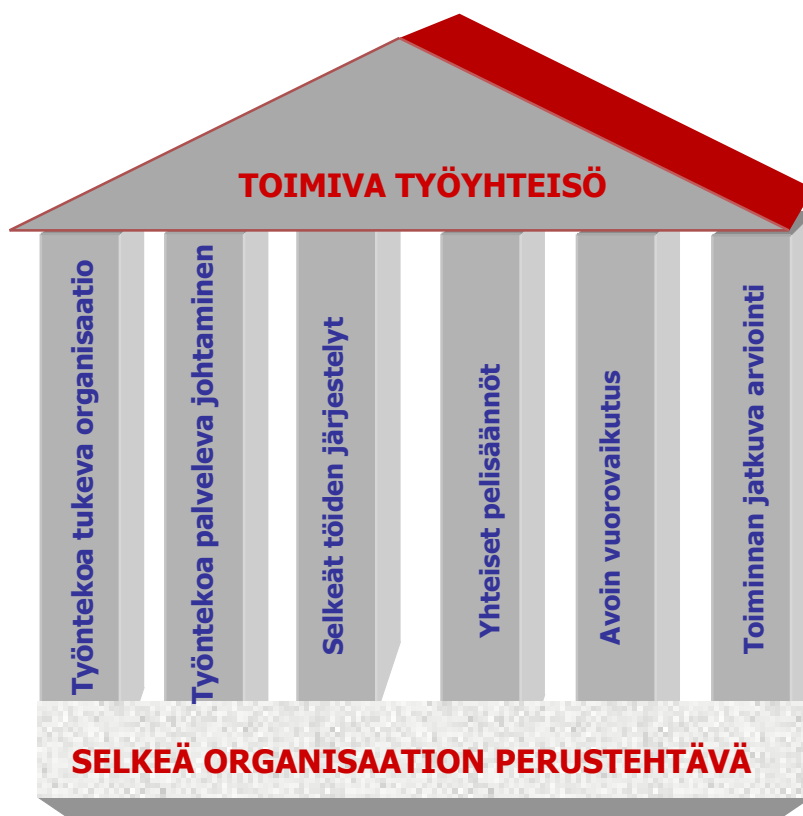 TOIMIVA TYÖYHTEISÖ
Työntekoa tukeva organisaatio
Työntekoa palveleva johtaminen
Selkeät töiden järjestelyt
Yhteiset pelisäännöt
Avoin vuorovaikutus
Toiminnan jatkuva arviointi
SELKEÄ ORGANISAATION PERUSTEHTÄVÄ